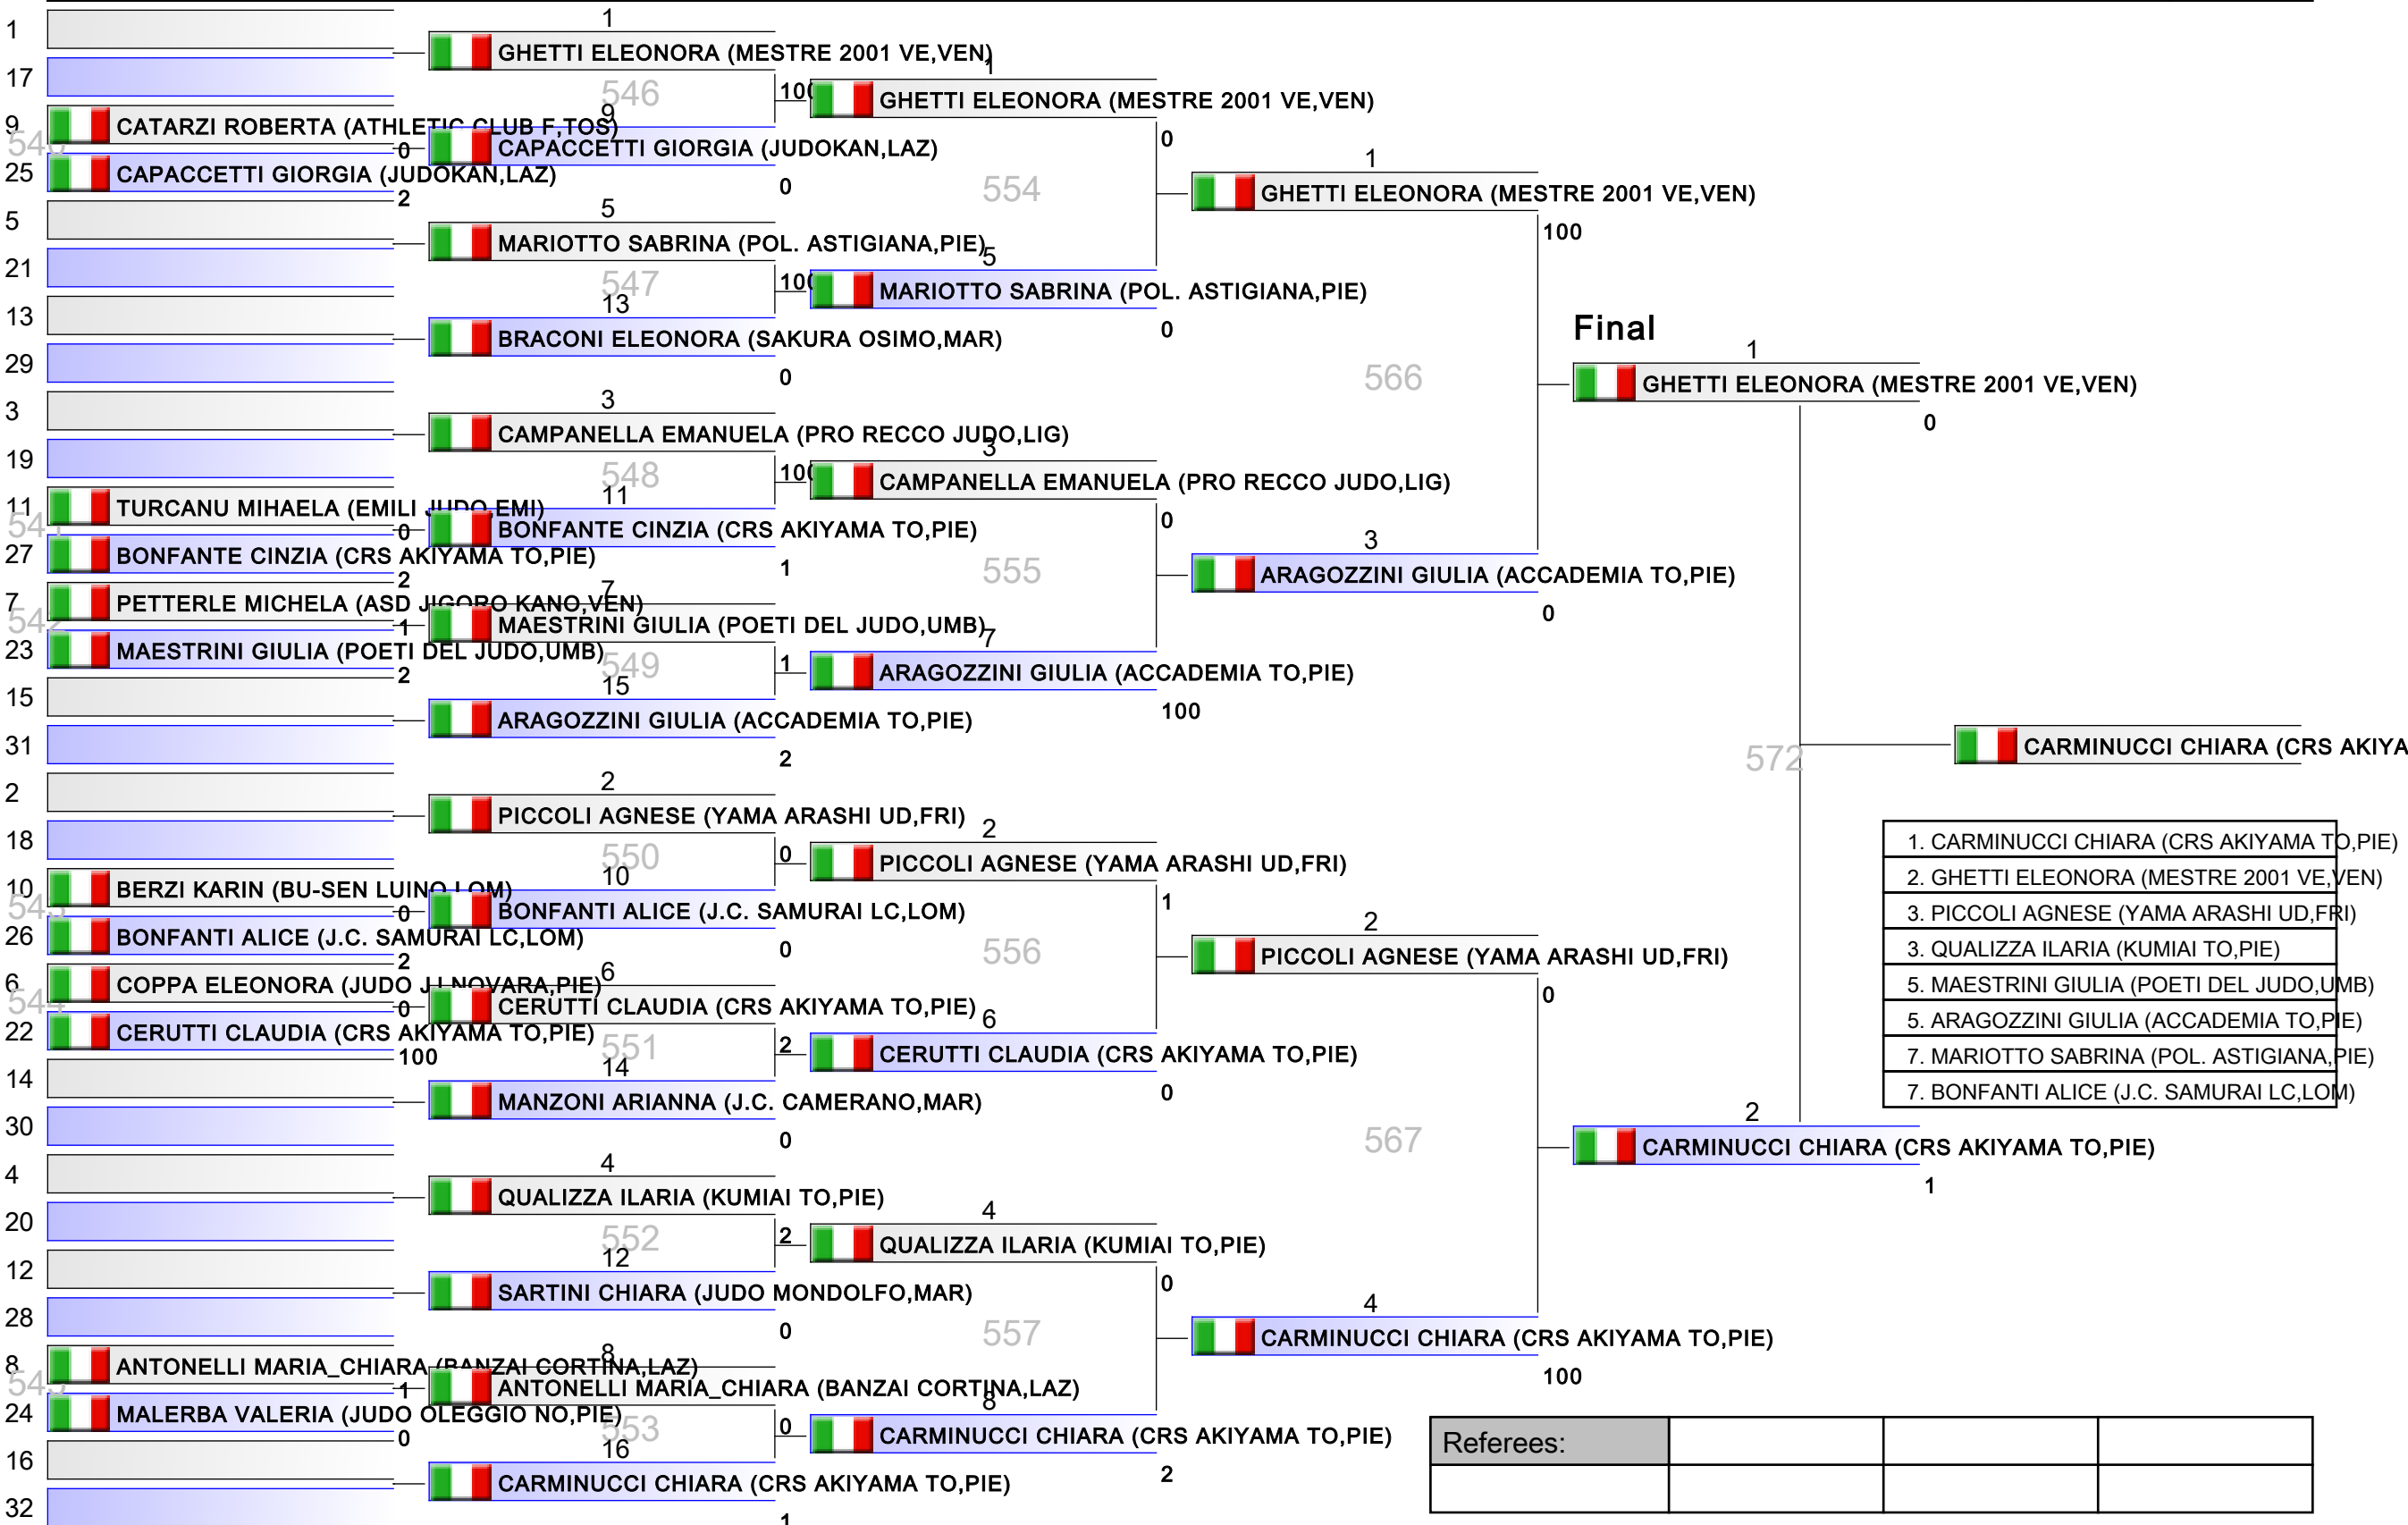 1
17
9 CATARZI ROBERTA (ATHLETIC CLUB F,TOS)
0
25 CAPACCETTI GIORGIA (JUDOKAN,LAZ)
2
5
21
13
29
3
19
11 TURCANU MIHAELA (EMILI JUDO,EMI)
0
27 BONFANTE CINZIA (CRS AKIYAMA TO,PIE)
2
7 PETTERLE MICHELA (ASD JIGORO KANO,VEN)
1
23 MAESTRINI GIULIA (POETI DEL JUDO,UMB)
2
15
31
2
18
10 BERZI KARIN (BU-SEN LUINO,LOM)
0
26 BONFANTI ALICE (J.C. SAMURAI LC,LOM)
2
6 COPPA ELEONORA (JUDO JJ NOVARA,PIE)
0
22 CERUTTI CLAUDIA (CRS AKIYAMA TO,PIE)
100
14
30
4
20
12
28
8 ANTONELLI MARIA_CHIARA (BANZAI CORTINA,LAZ)
1
24 MALERBA VALERIA (JUDO OLEGGIO NO,PIE)
0
16
32
1
GHETTI ELEONORA (MESTRE 2001 VE,VEN)
546
100
9
CAPACCETTI GIORGIA (JUDOKAN,LAZ)
0
5
MARIOTTO SABRINA (POL. ASTIGIANA,PIE)
547
100
13
BRACONI ELEONORA (SAKURA OSIMO,MAR)
0
3
CAMPANELLA EMANUELA (PRO RECCO JUDO,LIG)
548
100
11
BONFANTE CINZIA (CRS AKIYAMA TO,PIE)
1
7
MAESTRINI GIULIA (POETI DEL JUDO,UMB)
549
1
15
ARAGOZZINI GIULIA (ACCADEMIA TO,PIE)
2
2
PICCOLI AGNESE (YAMA ARASHI UD,FRI)
550
0
10
BONFANTI ALICE (J.C. SAMURAI LC,LOM)
0
6
CERUTTI CLAUDIA (CRS AKIYAMA TO,PIE)
551
2
14
MANZONI ARIANNA (J.C. CAMERANO,MAR)
0
4
QUALIZZA ILARIA (KUMIAI TO,PIE)
552
2
12
SARTINI CHIARA (JUDO MONDOLFO,MAR)
0
8
ANTONELLI MARIA_CHIARA (BANZAI CORTINA,LAZ)
553
0
16
CARMINUCCI CHIARA (CRS AKIYAMA TO,PIE)
1
1
GHETTI ELEONORA (MESTRE 2001 VE,VEN)
0
554
5
MARIOTTO SABRINA (POL. ASTIGIANA,PIE)
0
3
CAMPANELLA EMANUELA (PRO RECCO JUDO,LIG)
0
555
7
ARAGOZZINI GIULIA (ACCADEMIA TO,PIE)
100
2
PICCOLI AGNESE (YAMA ARASHI UD,FRI)
1
556
6
CERUTTI CLAUDIA (CRS AKIYAMA TO,PIE)
0
4
QUALIZZA ILARIA (KUMIAI TO,PIE)
0
557
8
CARMINUCCI CHIARA (CRS AKIYAMA TO,PIE)
2
1
GHETTI ELEONORA (MESTRE 2001 VE,VEN)
100
566
3
ARAGOZZINI GIULIA (ACCADEMIA TO,PIE)
0
2
PICCOLI AGNESE (YAMA ARASHI UD,FRI)
0
567
4
CARMINUCCI CHIARA (CRS AKIYAMA TO,PIE)
100
Final
1
GHETTI ELEONORA (MESTRE 2001 VE,VEN)
0
572
2
CARMINUCCI CHIARA (CRS AKIYAMA TO,PIE)
1
CARMINUCCI CHIARA (CRS AKIYA
1. CARMINUCCI CHIARA (CRS AKIYAMA TO,PIE)
2. GHETTI ELEONORA (MESTRE 2001 VE,VEN)
3. PICCOLI AGNESE (YAMA ARASHI UD,FRI)
3. QUALIZZA ILARIA (KUMIAI TO,PIE)
5. MAESTRINI GIULIA (POETI DEL JUDO,UMB)
5. ARAGOZZINI GIULIA (ACCADEMIA TO,PIE)
7. MARIOTTO SABRINA (POL. ASTIGIANA,PIE)
7. BONFANTI ALICE (J.C. SAMURAI LC,LOM)
Referees: